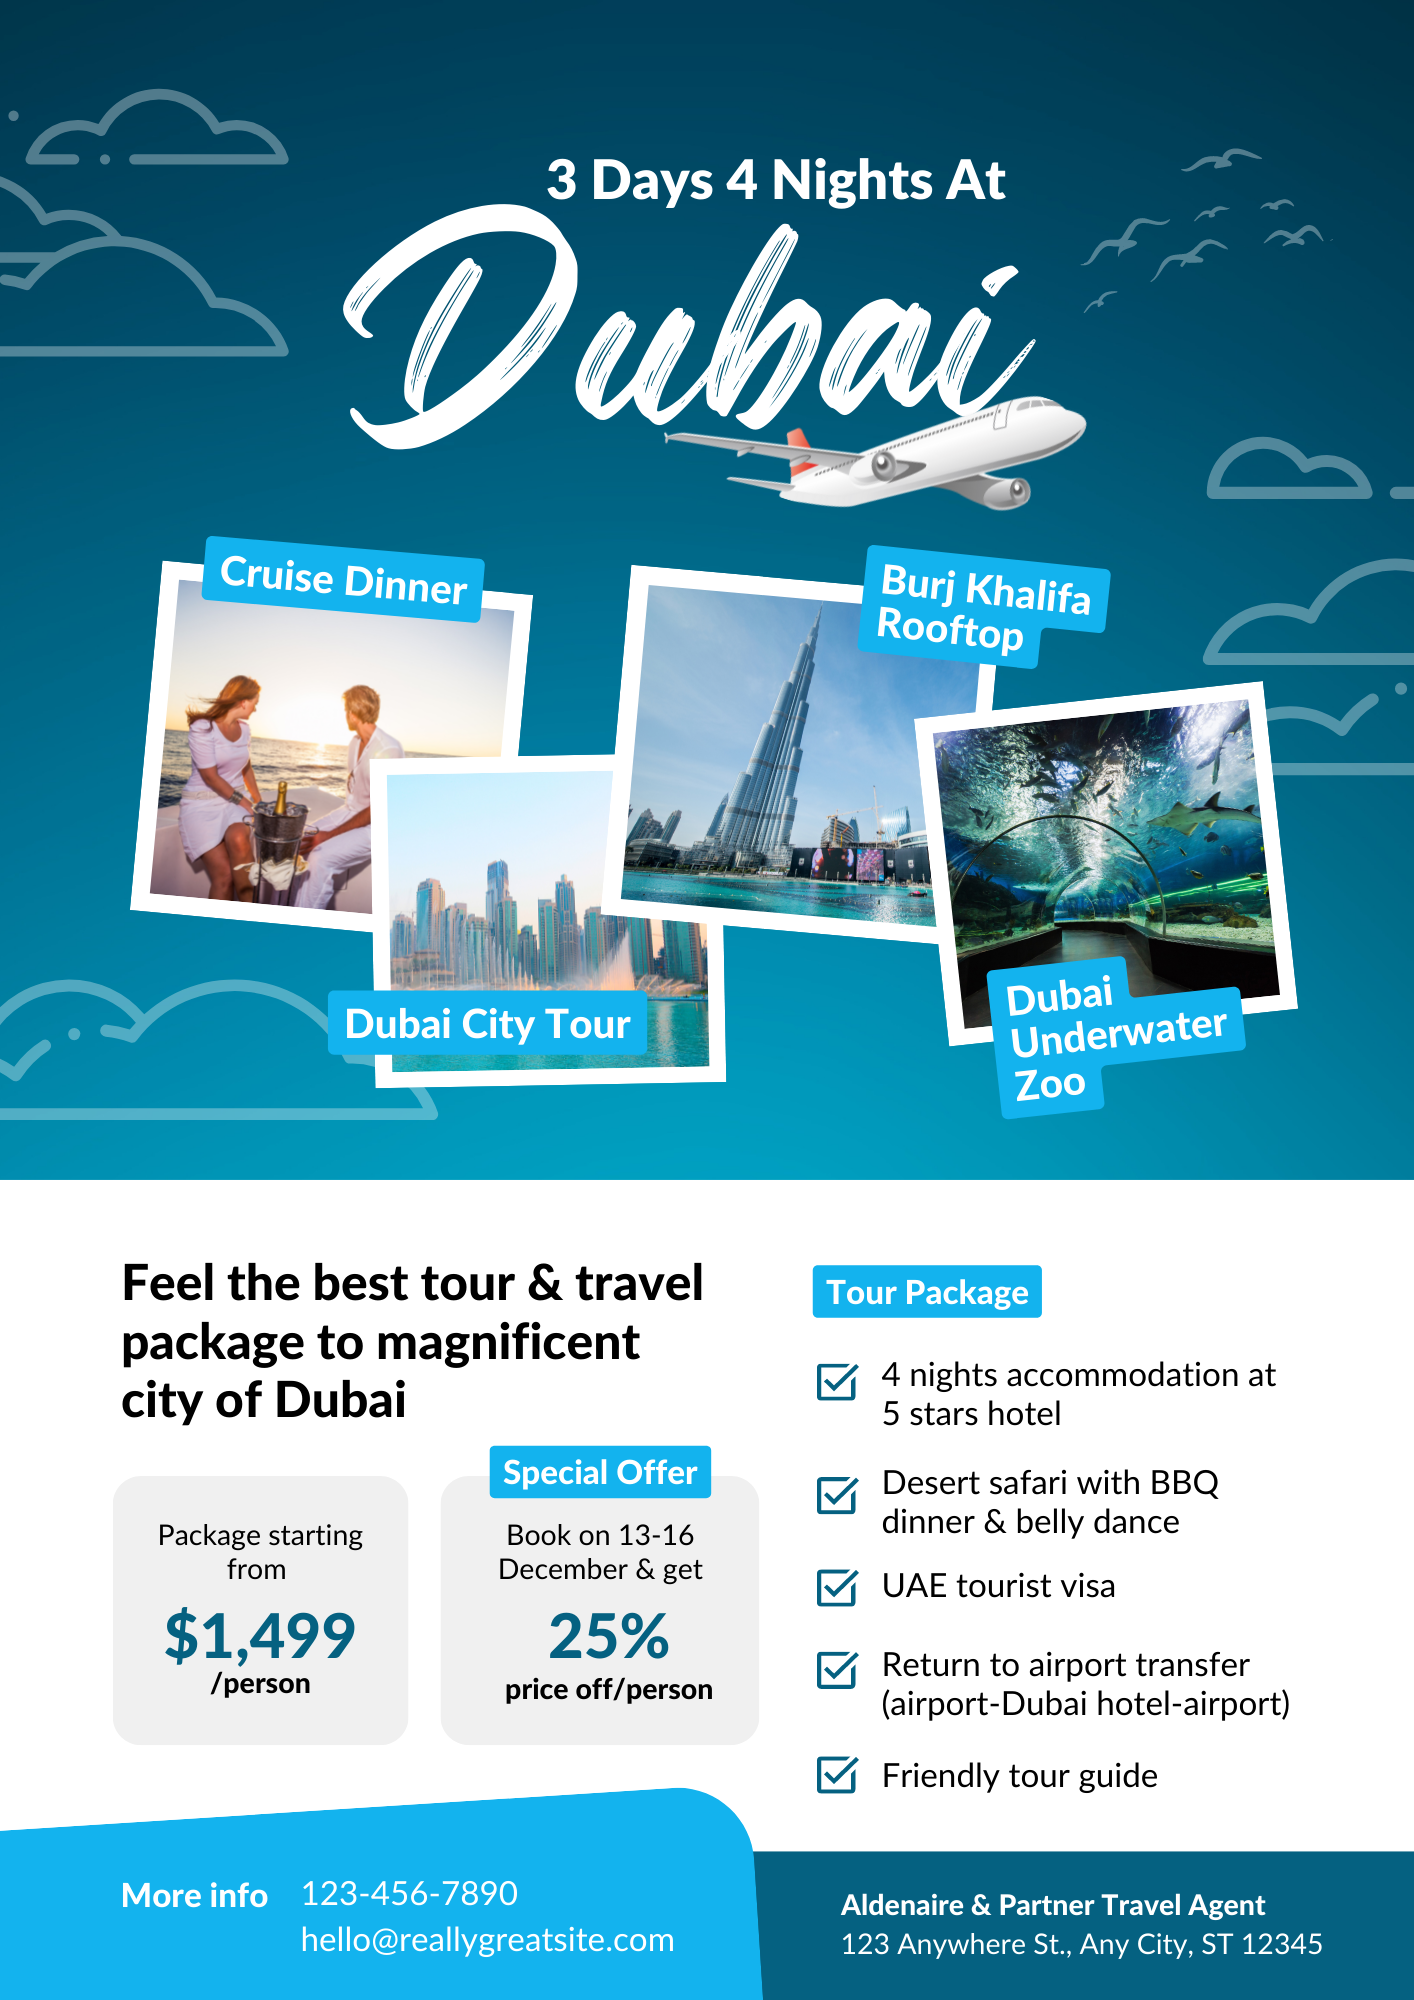 3 Days 4 Nights At
Dubai
Cruise Dinner
Burj Khalifa
Rooftop
Dubai City Tour
Dubai
Underwater
Zoo
Feel the best tour & travel
package to magnificent
city of Dubai
Package starting
from
$1,499
/person
Special Offer
Book on 13-16
December & get
25%
price off/person
Tour Package
4 nights accommodation at
5 stars hotel
Desert safari with BBQ
dinner & belly dance
UAE tourist visa
Return to airport transfer
(airport-Dubai hotel-airport)
Friendly tour guide
More info
123-456-7890
hello@reallygreatsite.com
Aldenaire & Partner Travel Agent
123 Anywhere St., Any City, ST 12345